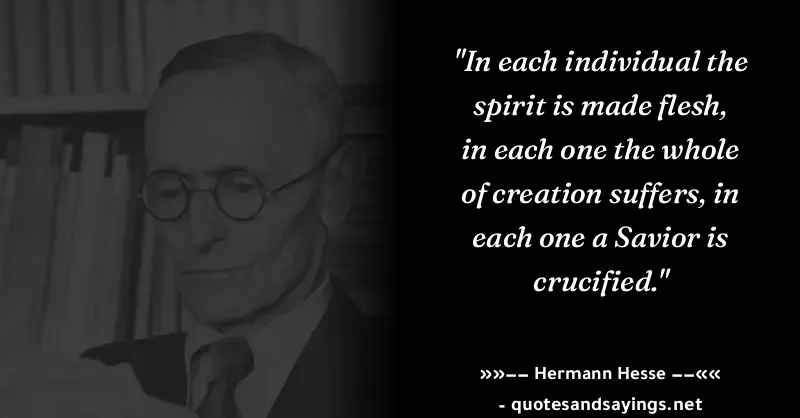 "In each individual the
spirit is made flesh,
in each one the whole
of creation suffers, in
each one a Savior is
crucified."
»»–– Hermann Hesse ––««
- quotesandsayings.net